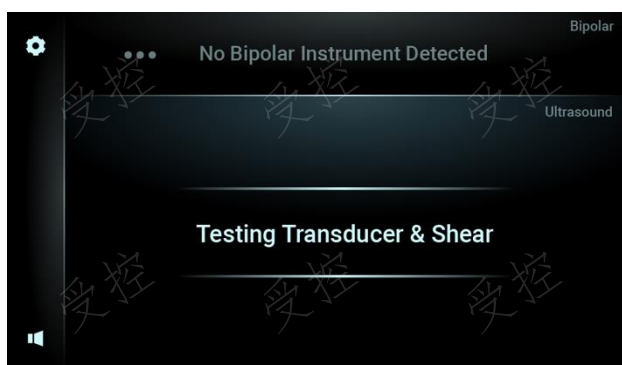 Bipolar
••• No Bipolar Instrument Detected
Ultrasound
Testing Transducer & Shear
受控
受控
受控
受控
受控
受控